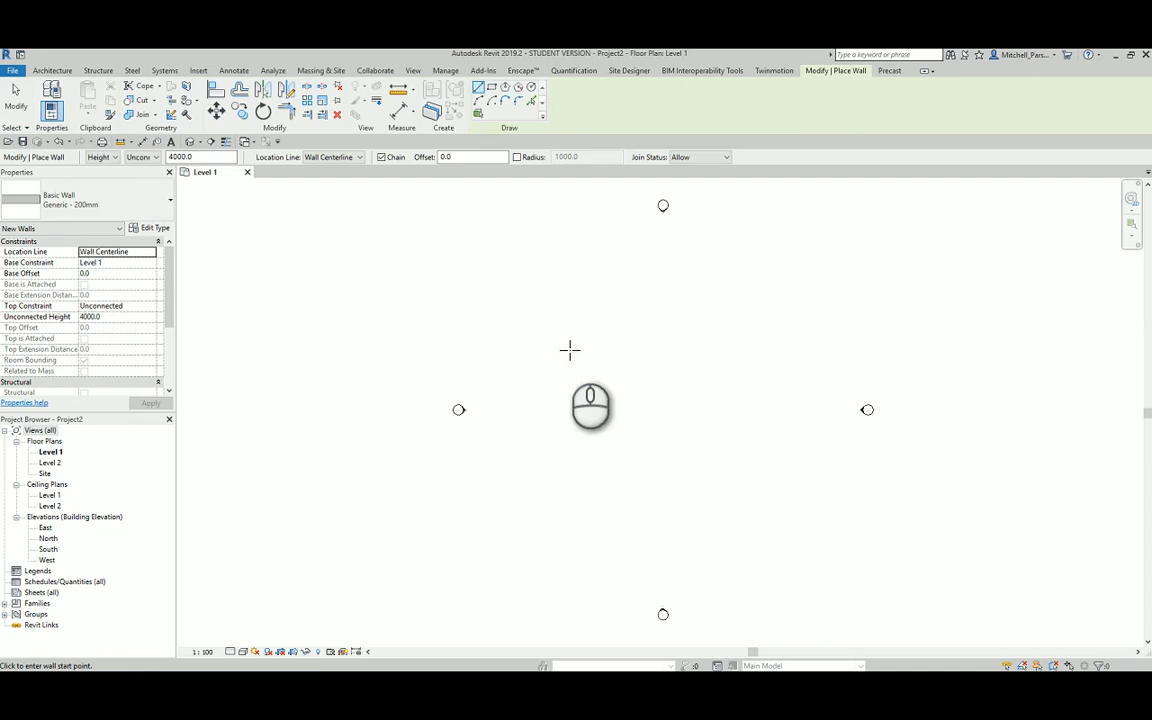 Autodesk Revit 2019.2 - STUDENT VERSION - Project2 - Floor Plan: Level 1
Type a keyword or phrase
Mitchell_Pars...
File Architecture Structure Steel Systems Insert Annotate Analyze Massing & Site Collaborate View Manage Add-Ins Enscape™ Quantification Site Designer BIM Interoperability Tools Twinmotion Modify | Place Wall Precast
Modify
Properties
Paste
Cope
Cut
Join
Select Properties Clipboard Geometry Modify View Measure Create Draw
Modify | Place Wall Height Unconn 4000.0 Location Line: Wall Centerline Chain Offset: 0.0 Radius: 1000.0 Join Status: Allow
Properties
Level 1
Basic Wall
Generic - 200mm
New Walls Edit Type
Constraints
Location Line Wall Centerline
Base Constraint Level 1
Base Offset 0.0
Base is Attached
Base Extension Distan... 0.0
Top Constraint Unconnected
Unconnected Height 4000.0
Top Offset 0.0
Top is Attached
Top Extension Distance 0.0
Room Bounding
Related to Mass
Structural
Structural
Properties help Apply
Project Browser - Project2
Views (all)
Floor Plans
Level 1
Level 2
Site
Ceiling Plans
Level 1
Level 2
Elevations (Building Elevation)
East
North
South
West
Legends
Schedules/Quantities (all)
Sheets (all)
Families
Groups
Revit Links
1 : 100
Click to enter wall start point.
:0
Main Model
:0